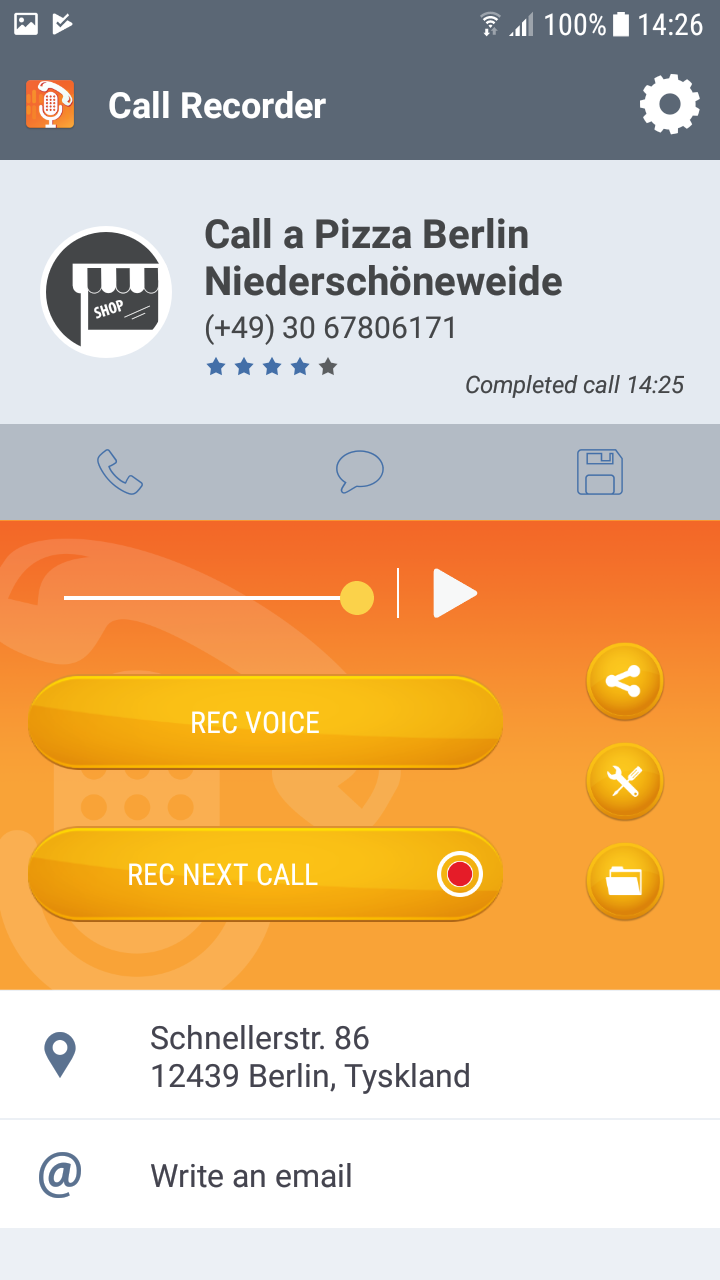 100% 14:26
Call Recorder
Call a Pizza Berlin
Niederschöneweide
(+49) 30 67806171
Completed call 14:25
SHOP
REC VOICE
REC NEXT CALL
Schnellerstr. 86
12439 Berlin, Tyskland
@ Write an email